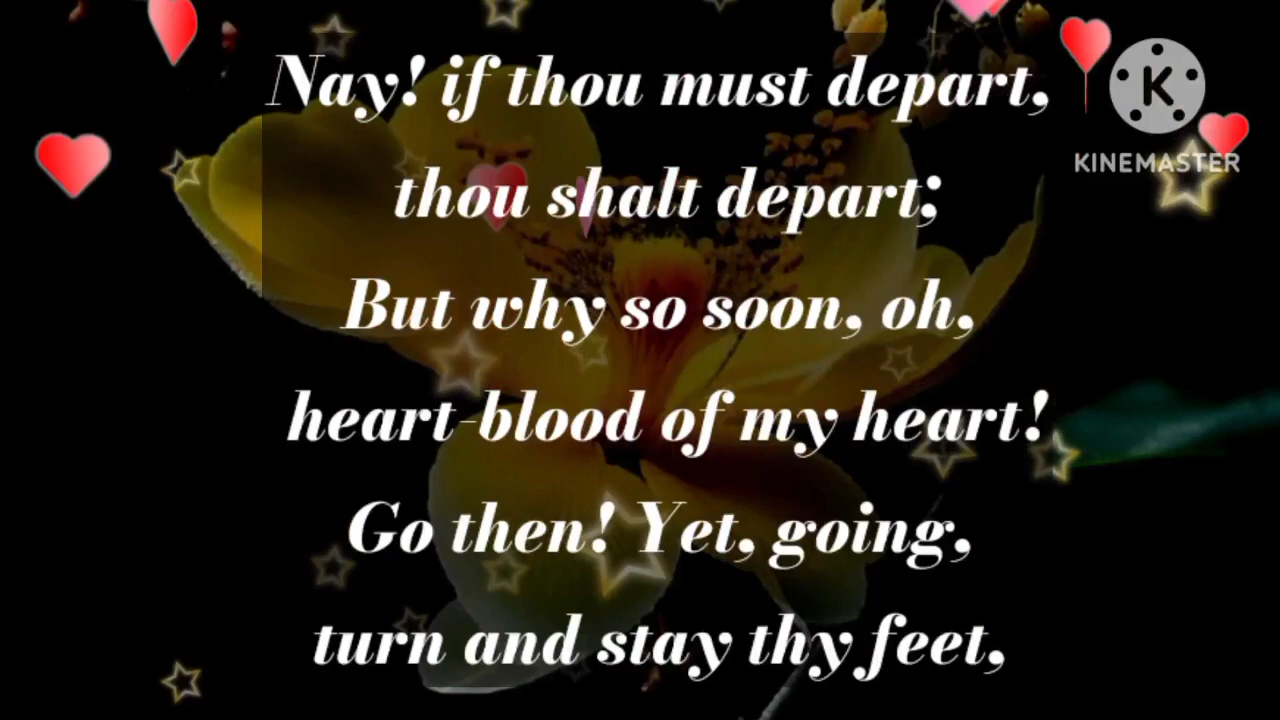 Nay! if thou must depart,
thou shalt depart;
But why so soon, oh,
heart-blood of my heart!
Go then! Yet, going,
turn and stay thy feet,
K
KINEMASTER